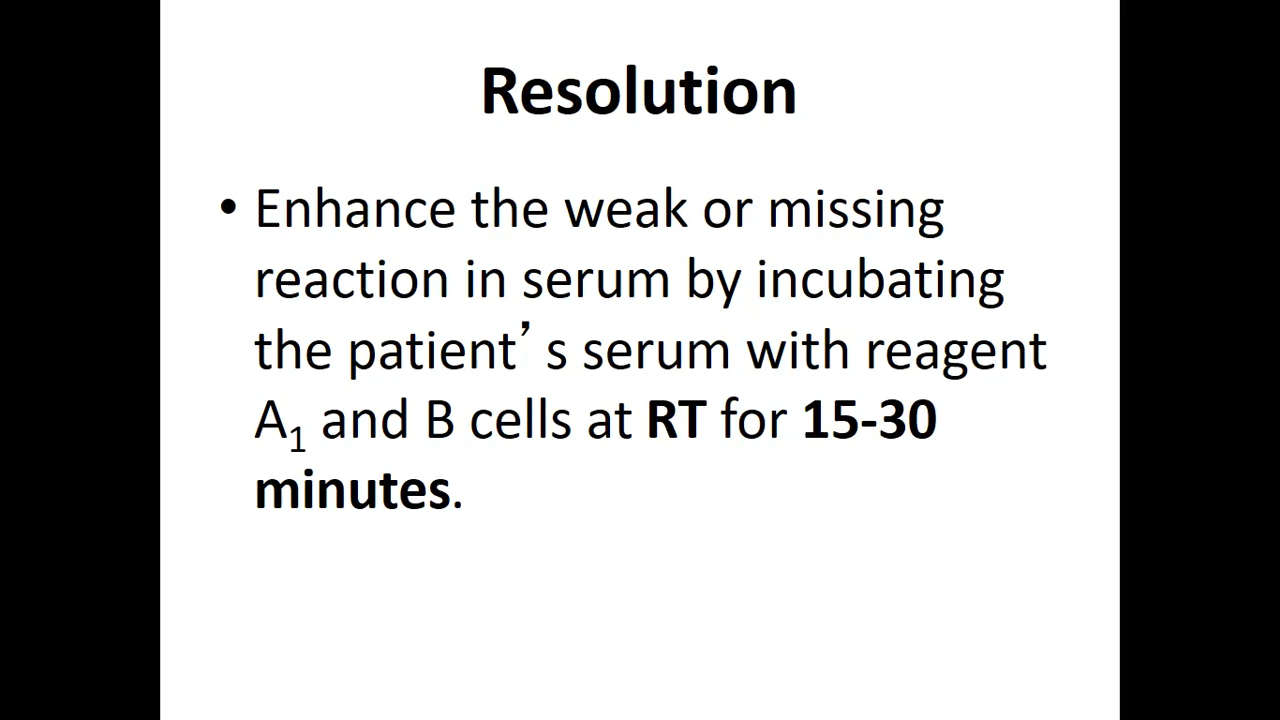 Resolution
• Enhance the weak or missing
reaction in serum by incubating
the patient’s serum with reagent
A₁ and B cells at RT for 15-30
minutes.